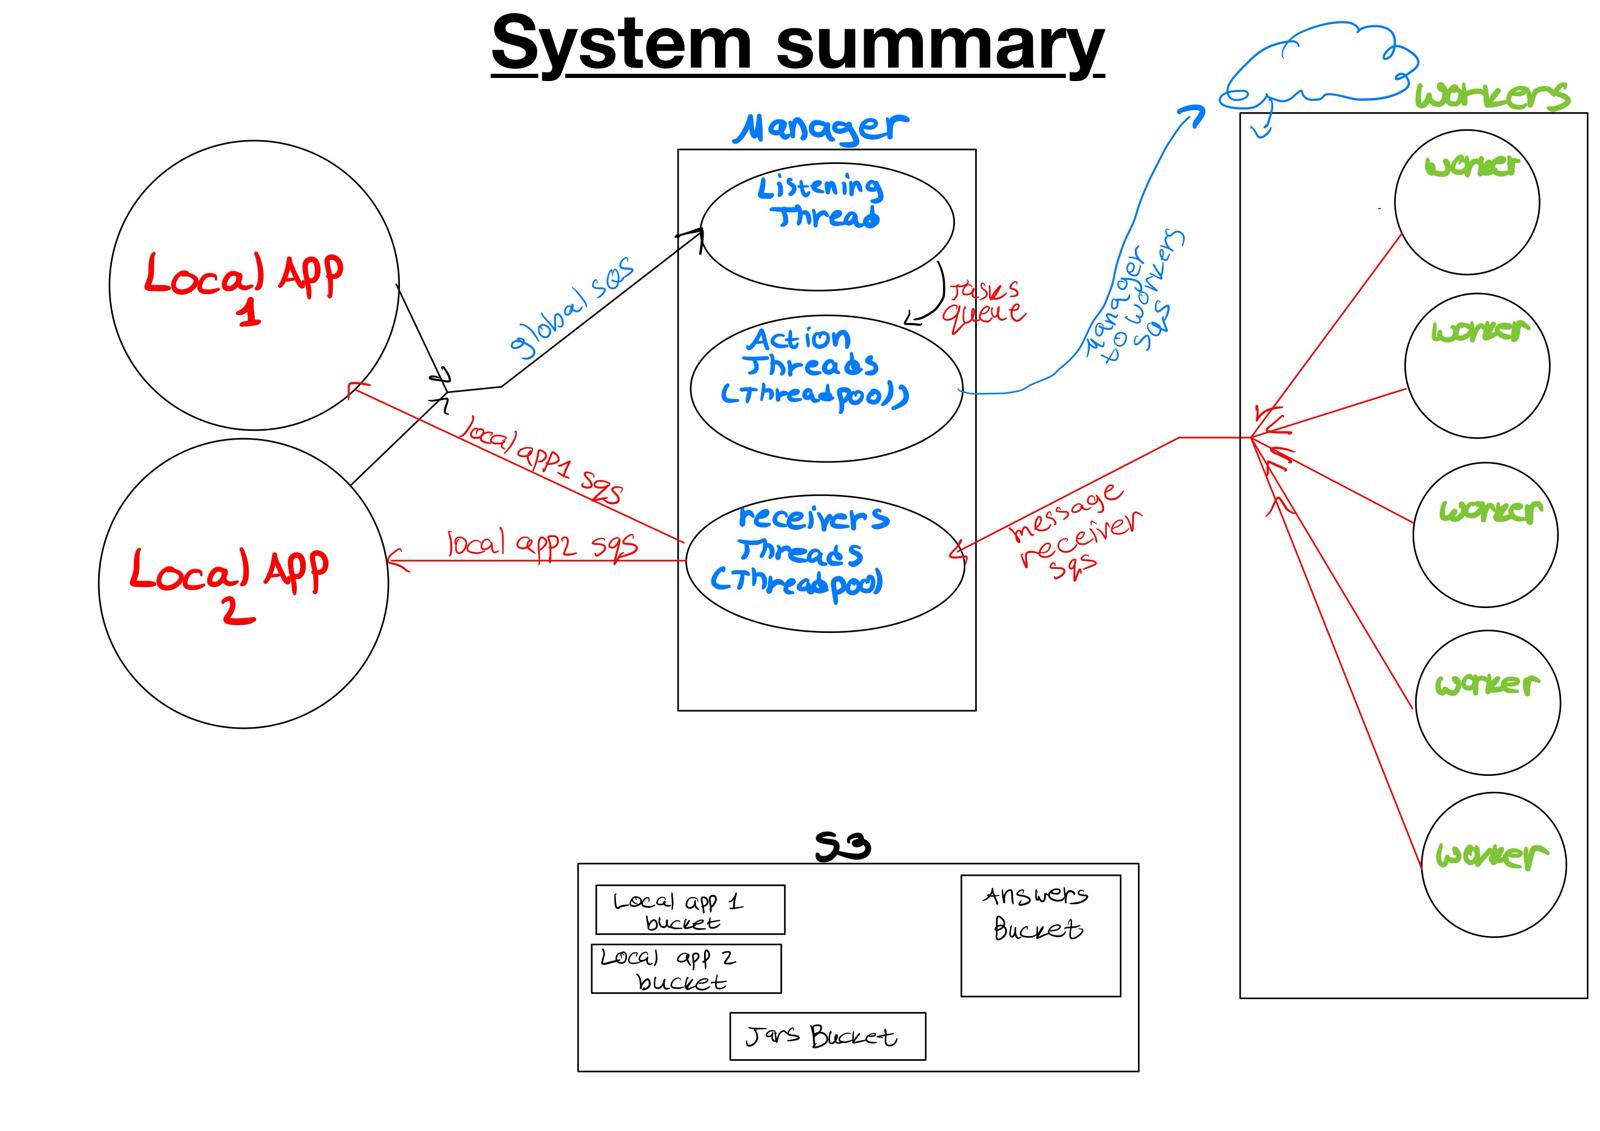 System summary
Manager
Listening
Thread
Tasks
queue
Action
Threads
(Threadpool))
receivers
Threads
(Threadpool)
Local App
1
Local App
2
global sqs
local app1 sqs
local app2 sqs
Manager
to workers
sqs
message
receiver
sqs
workers
worker
worker
worker
worker
worker
S3
Local app 1
bucket
Local app 2
bucket
Answers
Bucket
Jars Bucket